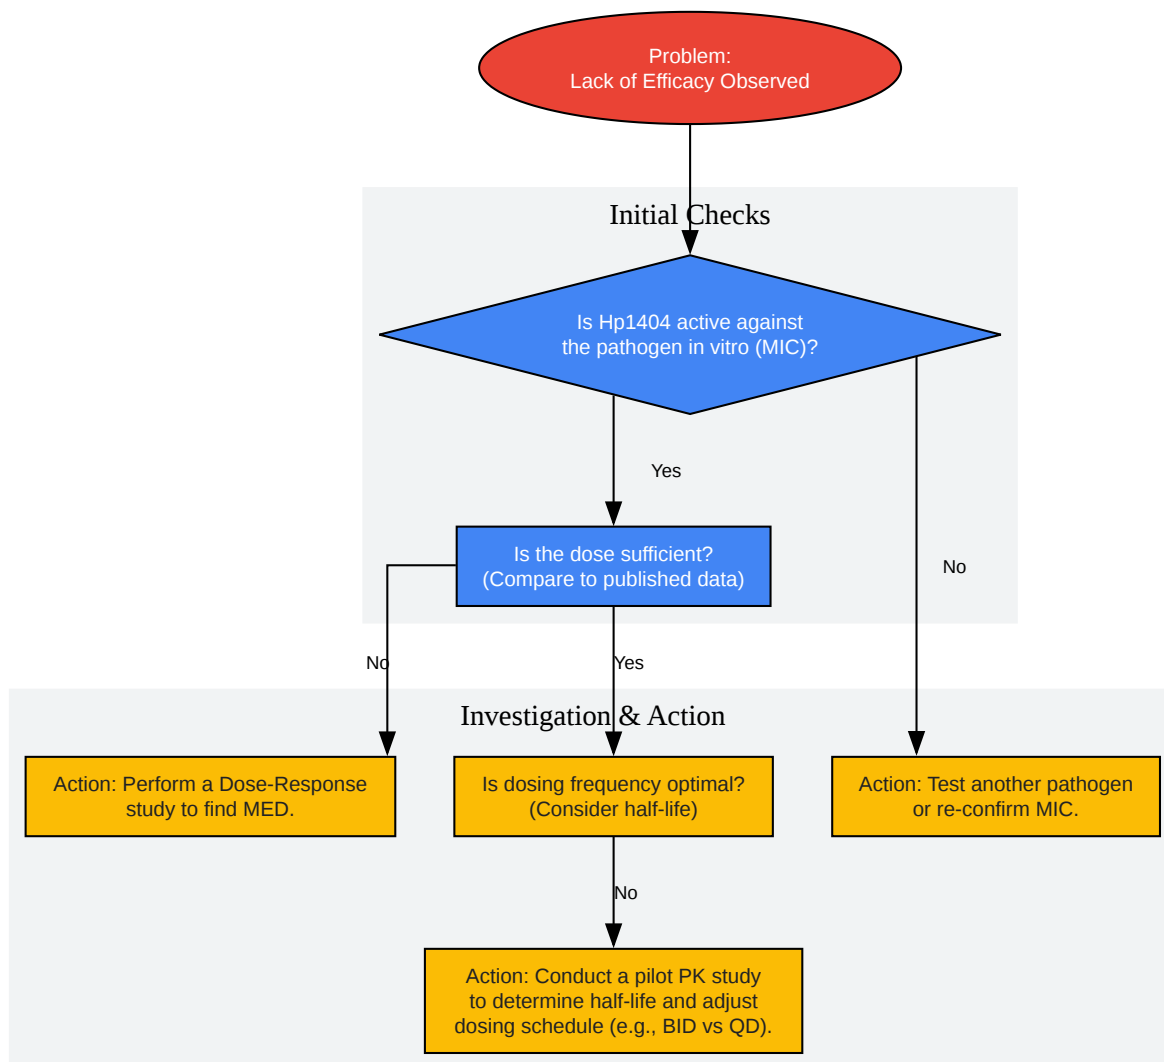 Problem:
Lack of Efficacy Observed
Initial Checks
Is Hp1404 active against
the pathogen in vitro (MIC)?
Yes
Is the dose sufficient?
(Compare to published data)
No
No
Yes
Investigation & Action
Action: Perform a Dose-Response
study to find MED.
Is dosing frequency optimal?
(Consider half-life)
Action: Test another pathogen
or re-confirm MIC.
No
Action: Conduct a pilot PK study
to determine half-life and adjust
dosing schedule (e.g., BID vs QD).